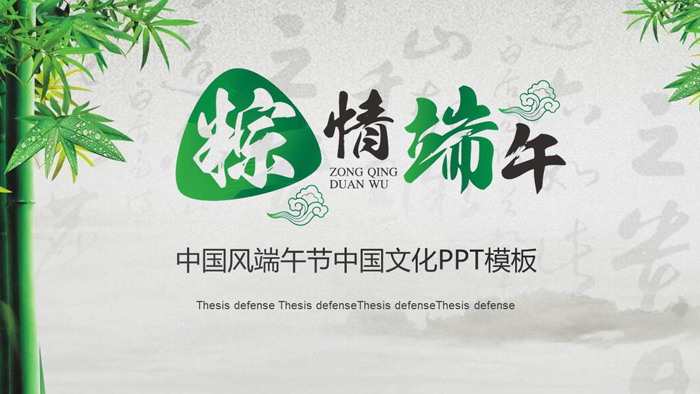 粽情端午
ZONG QING
DUAN WU
中国风端午节中国文化PPT模板
Thesis defense Thesis defenseThesis defenseThesis defense